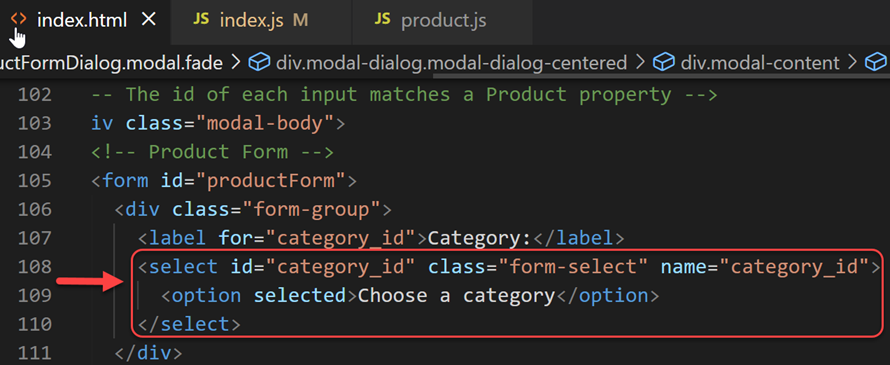 <> index.html × JS index.js M JS product.js
uctFormDialog.modal.fade > div.modal-dialog.modal-dialog-centered > div.modal-content >
102 -- The id of each input matches a Product property -->
103 iv class="modal-body">
104 <!-- Product Form -->
105 <form id="productForm">
106 <div class="form-group">
107 <label for="category_id">Category:</label>
108 <select id="category_id" class="form-select" name="category_id">
109 <option selected>Choose a category</option>
110 </select>
111 </div>